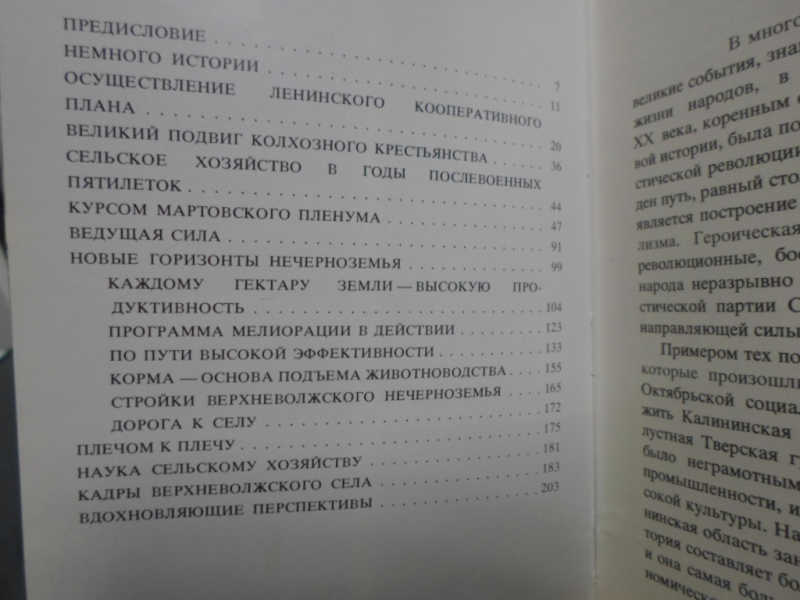 ПРЕДИСЛОВИЕ . . . . . . . . . . 7
НЕМНОГО ИСТОРИИ . . . . . . . . . . 11
ОСУЩЕСТВЛЕНИЕ ЛЕНИНСКОГО КООПЕРАТИВНОГО
ПЛАНА . . . . . . . . . . 26
ВЕЛИКИЙ ПОДВИГ КОЛХОЗНОГО КРЕСТЬЯНСТВА . . . . 36
СЕЛЬСКОЕ ХОЗЯЙСТВО В ГОДЫ ПОСЛЕВОЕННЫХ
ПЯТИЛЕТОК . . . . . . . . . . 44
КУРСОМ МАРТОВСКОГО ПЛЕНУМА . . . . . . . . 47
ВЕДУЩАЯ СИЛА . . . . . . . . . . 91
НОВЫЕ ГОРИЗОНТЫ НЕЧЕРНОЗЕМЬЯ . . . . . . . . 99
КАЖДОМУ ГЕКТАРУ ЗЕМЛИ — ВЫСОКУЮ ПРО-
ДУКТИВНОСТЬ . . . . . . . . . . 104
ПРОГРАММА МЕЛИОРАЦИИ В ДЕЙСТВИИ . . . . . . 123
ПО ПУТИ ВЫСОКОЙ ЭФФЕКТИВНОСТИ . . . . . . . 133
КОРМА — ОСНОВА ПОДЪЕМА ЖИВОТНОВОДСТВА . . . 155
СТРОЙКИ ВЕРХНЕВОЛЖСКОГО НЕЧЕРНОЗЕМЬЯ . . . 165
ДОРОГА К СЕЛУ . . . . . . . . . . 172
ПЛЕЧОМ К ПЛЕЧУ . . . . . . . . . . 175
НАУКА СЕЛЬСКОМУ ХОЗЯЙСТВУ . . . . . . . . 181
КАДРЫ ВЕРХНЕВОЛЖСКОГО СЕЛА . . . . . . . . 183
ВДОХНОВЛЯЮЩИЕ ПЕРСПЕКТИВЫ . . . . . . . . 203
В много
великие события, зна
жизни народов, в
XX века, коренным
вой истории, была по
стической революции
ден путь, равный сто
является построение
лизма. Героическая
революционные, бое
народа неразрывно
стической партии С
направляющей силы
Примером тех по
которые произошл
Октябрьской социал
жить Калининская
лустная Тверская г
было неграмотным
промышленности, и
сокой культуры. На
нинская область зан
тория составляет бо
и она самая боль
номическо